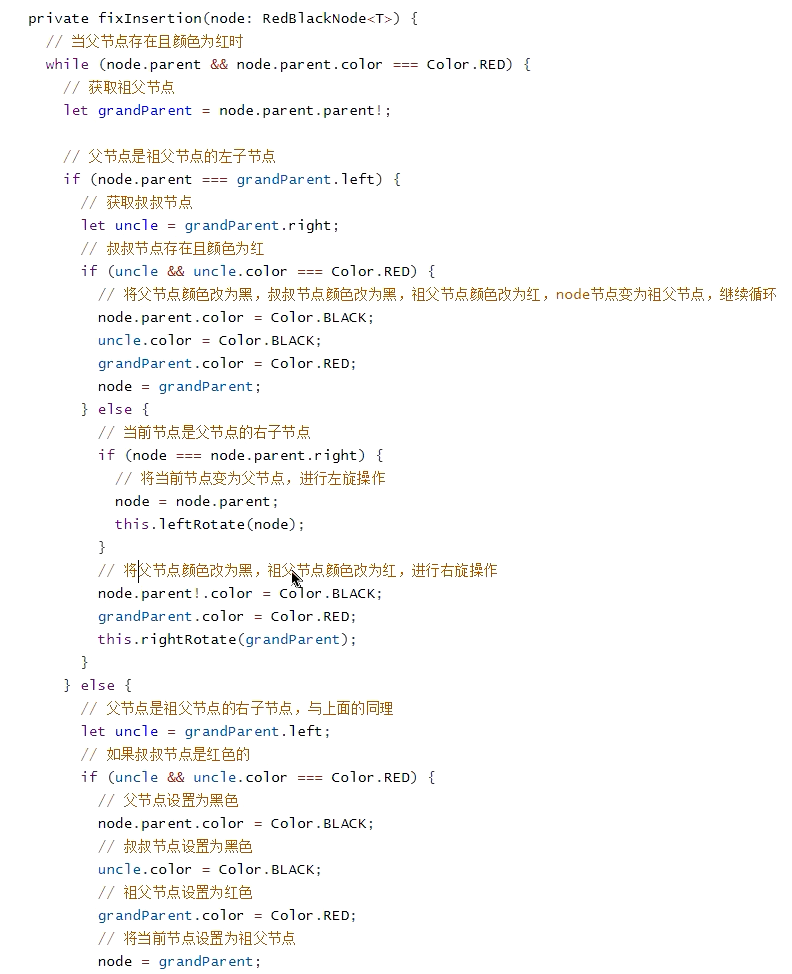 private fixInsertion(node: RedBlackNode<T>) {
// 当父节点存在且颜色为红时
while (node.parent && node.parent.color === Color.RED) {
// 获取祖父节点
let grandParent = node.parent.parent!;
// 父节点是祖父节点的左子节点
if (node.parent === grandParent.left) {
// 获取叔叔节点
let uncle = grandParent.right;
// 叔叔节点存在且颜色为红
if (uncle && uncle.color === Color.RED) {
// 将父节点颜色改为黑，叔叔节点颜色改为黑，祖父节点颜色改为红，node节点变为祖父节点，继续循环
node.parent.color = Color.BLACK;
uncle.color = Color.BLACK;
grandParent.color = Color.RED;
node = grandParent;
} else {
// 当前节点是父节点的右子节点
if (node === node.parent.right) {
// 将当前节点变为父节点，进行左旋操作
node = node.parent;
this.leftRotate(node);
}
// 将父节点颜色改为黑，祖父节点颜色改为红，进行右旋操作
node.parent!.color = Color.BLACK;
grandParent.color = Color.RED;
this.rightRotate(grandParent);
}
} else {
// 父节点是祖父节点的右子节点，与上面的同理
let uncle = grandParent.left;
// 如果叔叔节点是红色的
if (uncle && uncle.color === Color.RED) {
// 父节点设置为黑色
node.parent.color = Color.BLACK;
// 叔叔节点设置为黑色
uncle.color = Color.BLACK;
// 祖父节点设置为红色
grandParent.color = Color.RED;
// 将当前节点设置为祖父节点
node = grandParent;